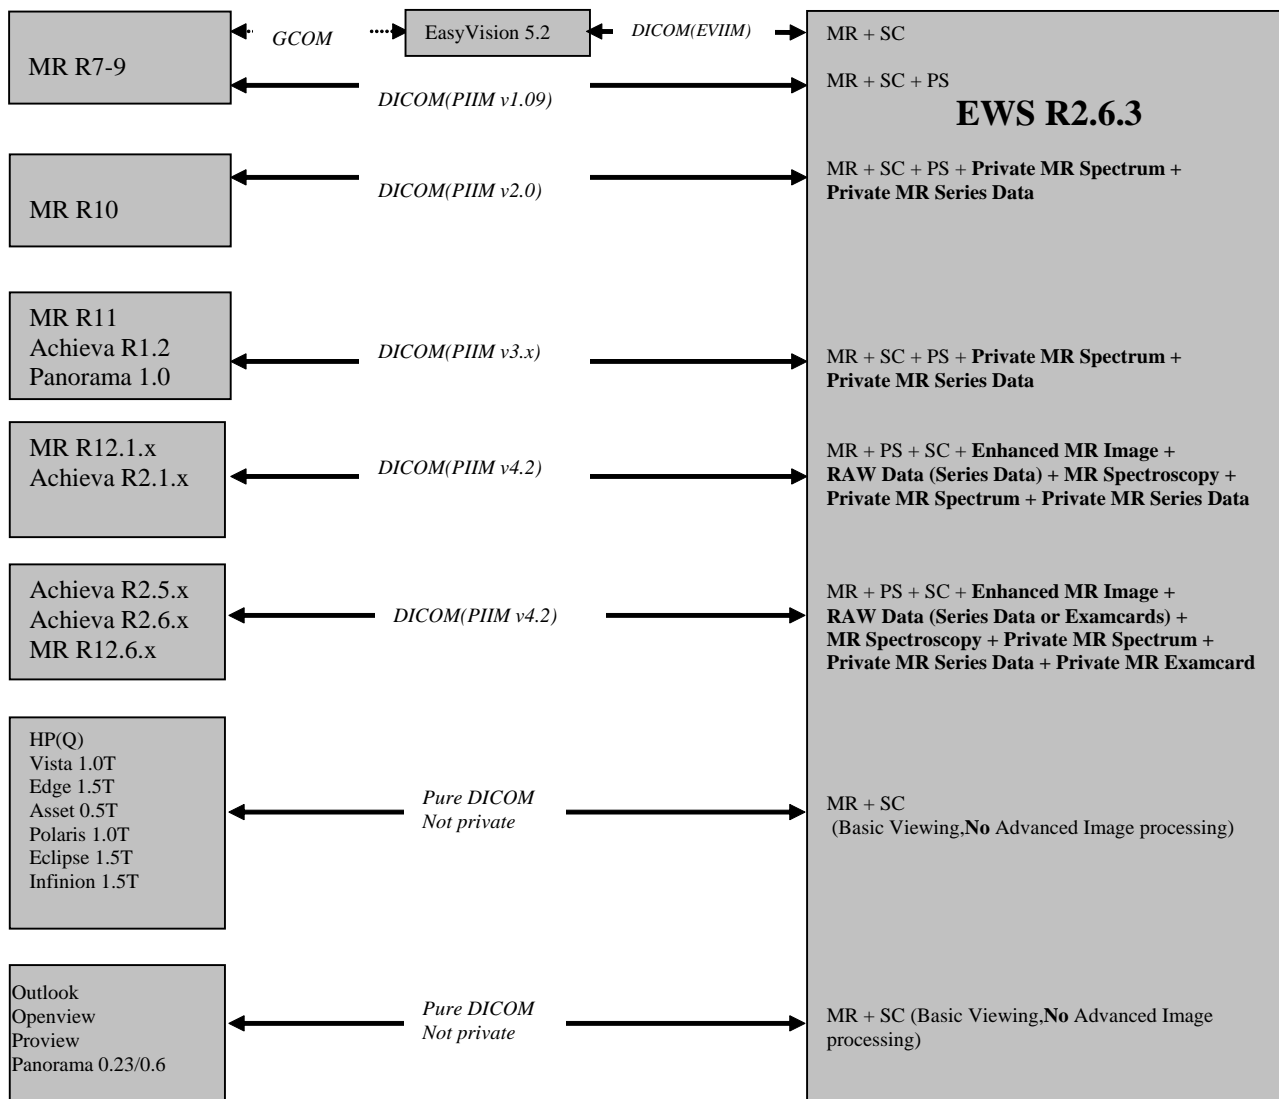 GCOM
EasyVision 5.2
DICOM(EVIIM)
MR + SC
MR R7-9
DICOM(PIIM v1.09)
MR + SC + PS
EWS R2.6.3
MR R10
DICOM(PIIM v2.0)
MR + SC + PS + Private MR Spectrum +
Private MR Series Data
MR R11
Achieva R1.2
Panorama 1.0
DICOM(PIIM v3.x)
MR + SC + PS + Private MR Spectrum +
Private MR Series Data
MR R12.1.x
Achieva R2.1.x
DICOM(PIIM v4.2)
MR + PS + SC + Enhanced MR Image +
RAW Data (Series Data) + MR Spectroscopy +
Private MR Spectrum + Private MR Series Data
Achieva R2.5.x
Achieva R2.6.x
MR R12.6.x
DICOM(PIIM v4.2)
MR + PS + SC + Enhanced MR Image +
RAW Data (Series Data or Examcards) +
MR Spectroscopy + Private MR Spectrum +
Private MR Series Data + Private MR Examcard
HP(Q)
Vista 1.0T
Edge 1.5T
Asset 0.5T
Polaris 1.0T
Eclipse 1.5T
Infinion 1.5T
Pure DICOM
Not private
MR + SC
(Basic Viewing,No Advanced Image processing)
Outlook
Openview
Proview
Panorama 0.23/0.6
Pure DICOM
Not private
MR + SC (Basic Viewing,No Advanced Image
processing)